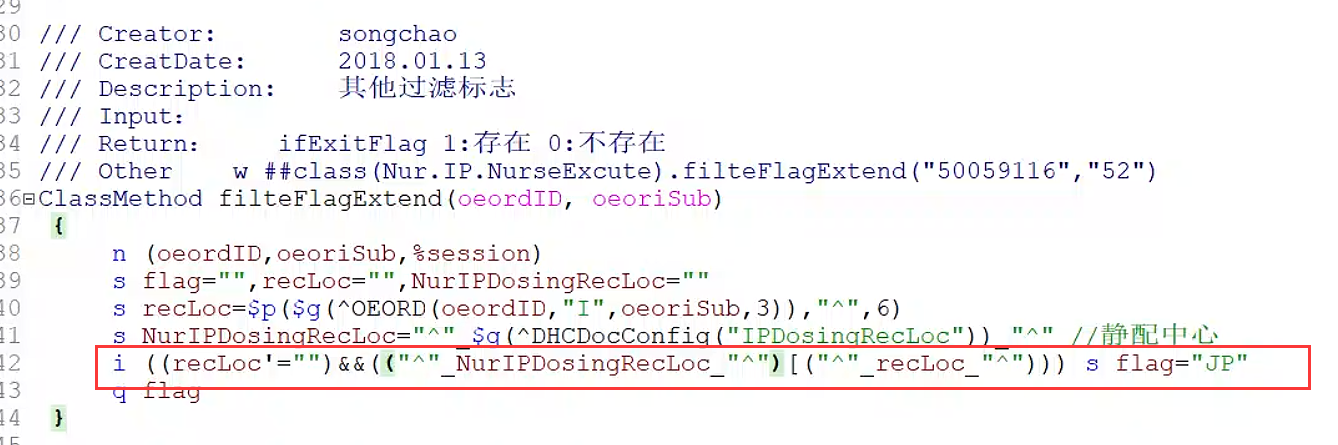 29
30 /// Creator: songchao
31 /// CreatDate: 2018.01.13
32 /// Description: 其他过滤标志
33 /// Input:
34 /// Return: ifExitFlag 1:存在 0:不存在
35 /// Other w ##class(Nur.IP.NurseExcute).filteFlagExtend("50059116","52")
36 ClassMethod filteFlagExtend(oeordID, oeoriSub)
37 {
38 n (oeordID,oeoriSub,%session)
39 s flag="",recLoc="",NurIPDosingRecLoc=""
40 s recLoc=$p($g(^OEORD(oeordID,"I",oeoriSub,3)),"^",6)
41 s NurIPDosingRecLoc="^"_$g(^DHCDocConfig("IPDosingRecLoc"))_"^" //静配中心
42 i ((recLoc'="")&&(("^"_NurIPDosingRecLoc_"^")[("^"_recLoc_"^"))) s flag="JP"
43 q flag
44 }
45